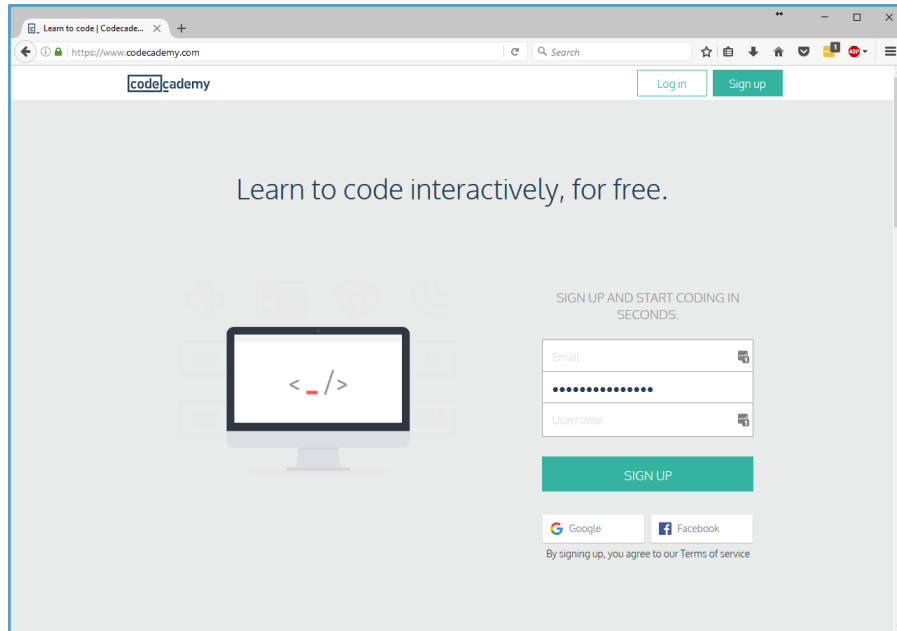 Learn to code | Codecade...
https://www.codecademy.com
Search
1
ABP
codecademy
Log in
Sign up
Learn to code interactively, for free.
SIGN UP AND START CODING IN
SECONDS.
Email
•••••••••••••••
Username
< _ />
SIGN UP
Google
Facebook
By signing up, you agree to our Terms of service